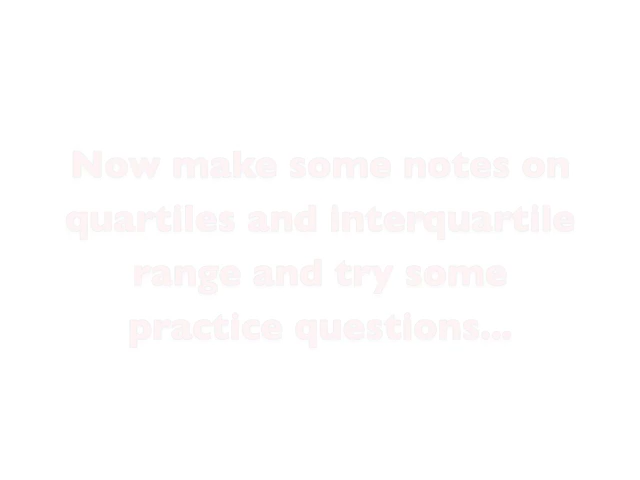 Now make some notes on
quartiles and interquartile
range and try some
practice questions...